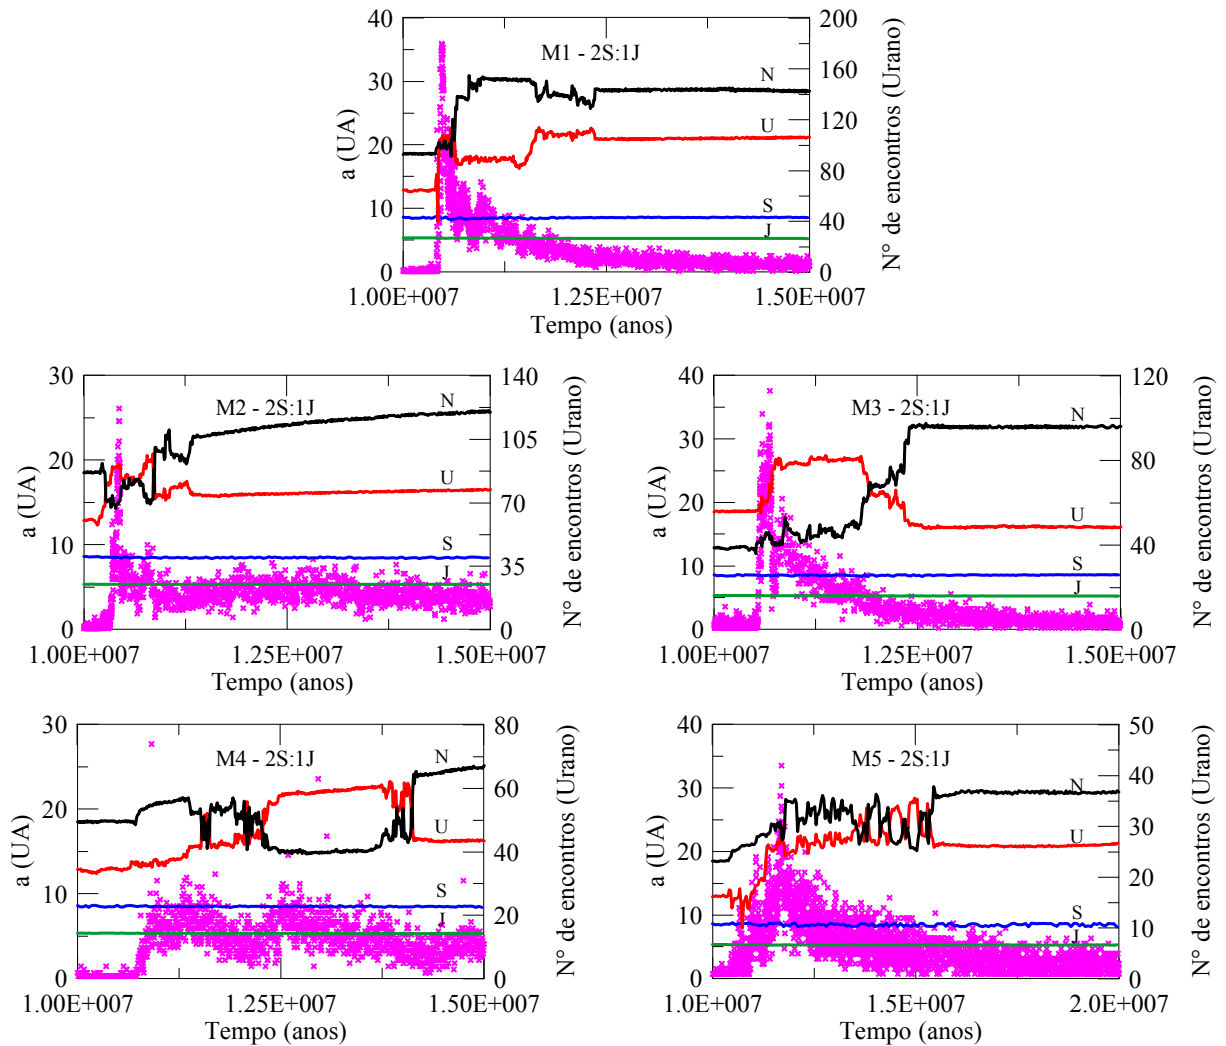 M1 - 2S:1J
a (UA)
40
30
20
10
0
200
160
120
80
40
0
N° de encontros (Urano)
N
U
S
J
1.00E+007 1.25E+007 1.50E+007
Tempo (anos)
M2 - 2S:1J
a (UA)
30
20
10
0
140
105
70
35
0
N° de encontros (Urano)
N
U
S
J
1.00E+007 1.25E+007 1.50E+007
Tempo (anos)
M3 - 2S:1J
a (UA)
40
30
20
10
0
120
80
40
0
N° de encontros (Urano)
N
U
S
J
1.00E+007 1.25E+007 1.50E+007
Tempo (anos)
M4 - 2S:1J
a (UA)
30
20
10
0
80
60
40
20
0
N° de encontros (Urano)
N
U
S
J
1.00E+007 1.25E+007 1.50E+007
Tempo (anos)
M5 - 2S:1J
a (UA)
40
30
20
10
0
50
40
30
20
10
0
N° de encontros (Urano)
N
U
S
J
1.0E+007 1.5E+007 2.0E+007
Tempo (anos)